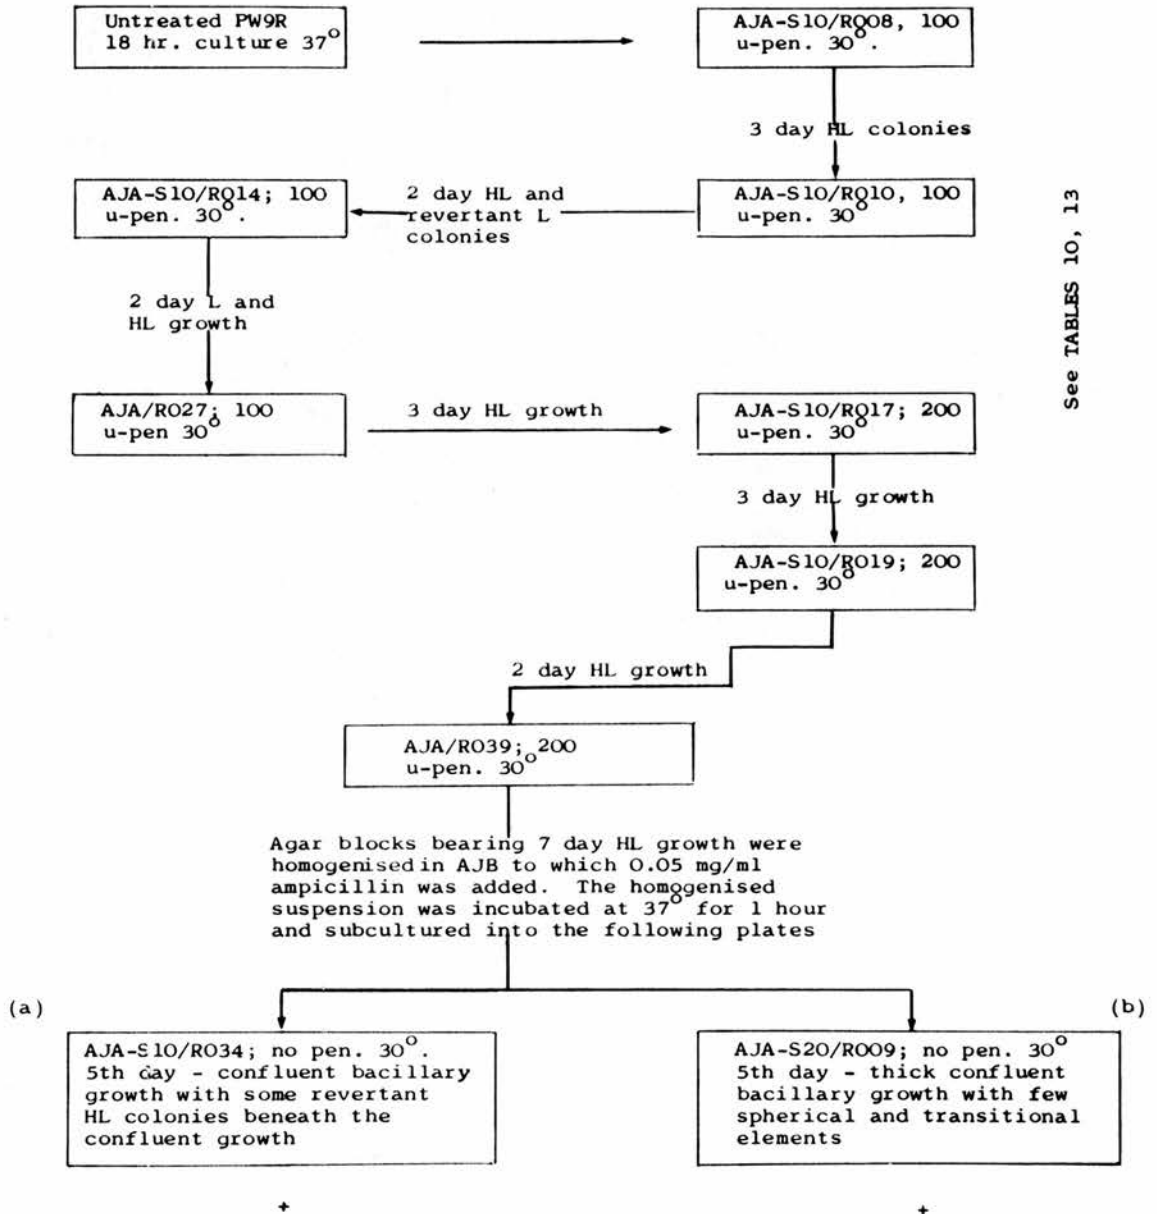 Untreated PW9R
18 hr. culture 37°
AJA-S10/R008, 100
u-pen. 30°.
3 day HL colonies
AJA-S10/R010, 100
u-pen. 30°
2 day HL and
revertant L
colonies
AJA-S10/R014; 100
u-pen. 30°.
2 day L and
HL growth
AJA/R027; 100
u-pen 30°
3 day HL growth
AJA-S10/R017; 200
u-pen. 30°
3 day HL growth
AJA-S10/R019; 200
u-pen. 30°
2 day HL growth
AJA/R039; 200
u-pen. 30°
Agar blocks bearing 7 day HL growth were
homogenised in AJB to which 0.05 mg/ml
ampicillin was added. The homogenised
suspension was incubated at 37° for 1 hour
and subcultured into the following plates
(a)
AJA-S10/R034; no pen. 30°.
5th day - confluent bacillary
growth with some revertant
HL colonies beneath the
confluent growth
+
(b)
AJA-S20/R009; no pen. 30°
5th day - thick confluent
bacillary growth with few
spherical and transitional
elements
+
See TABLES 10, 13